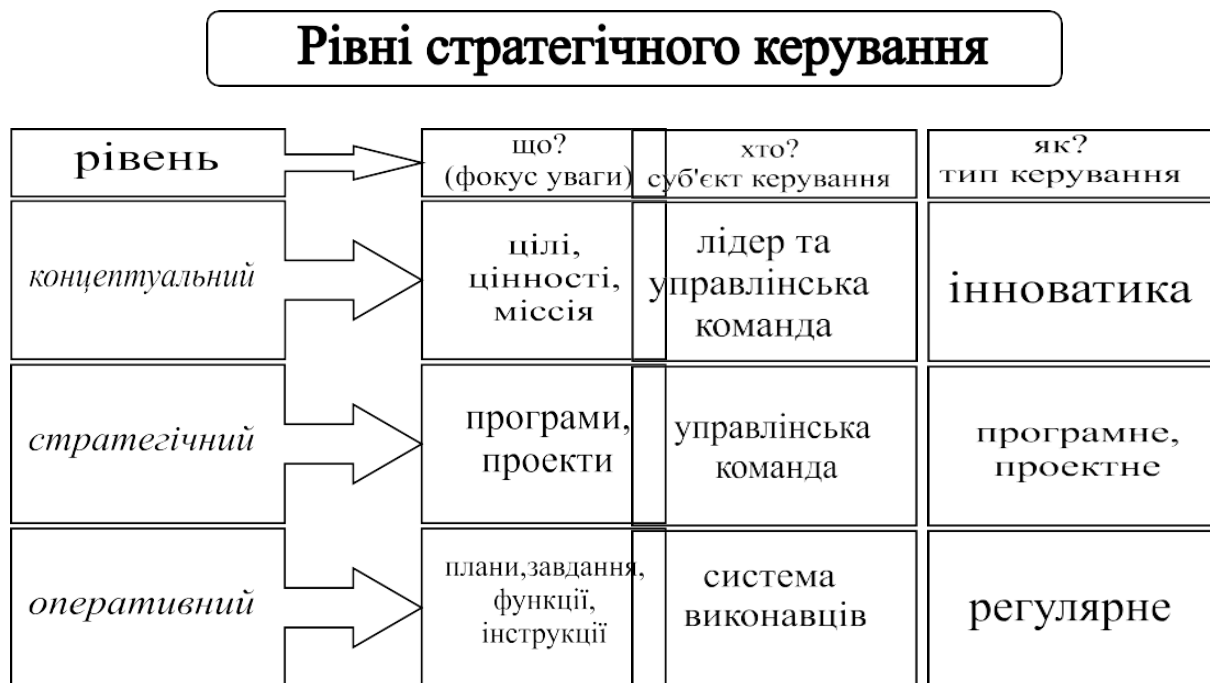 Рівні стратегічного керування
рівень
що?
(фокус уваги)
хто?
суб'єкт керування
як?
тип керування
концептуальний
цілі,
цінності,
міссія
лідер та
управлінська
команда
інноватика
стратегічний
програми,
проекти
управлінська
команда
програмне,
проектне
оперативний
плани,завдання,
функції,
інструкції
система
виконавців
регулярне